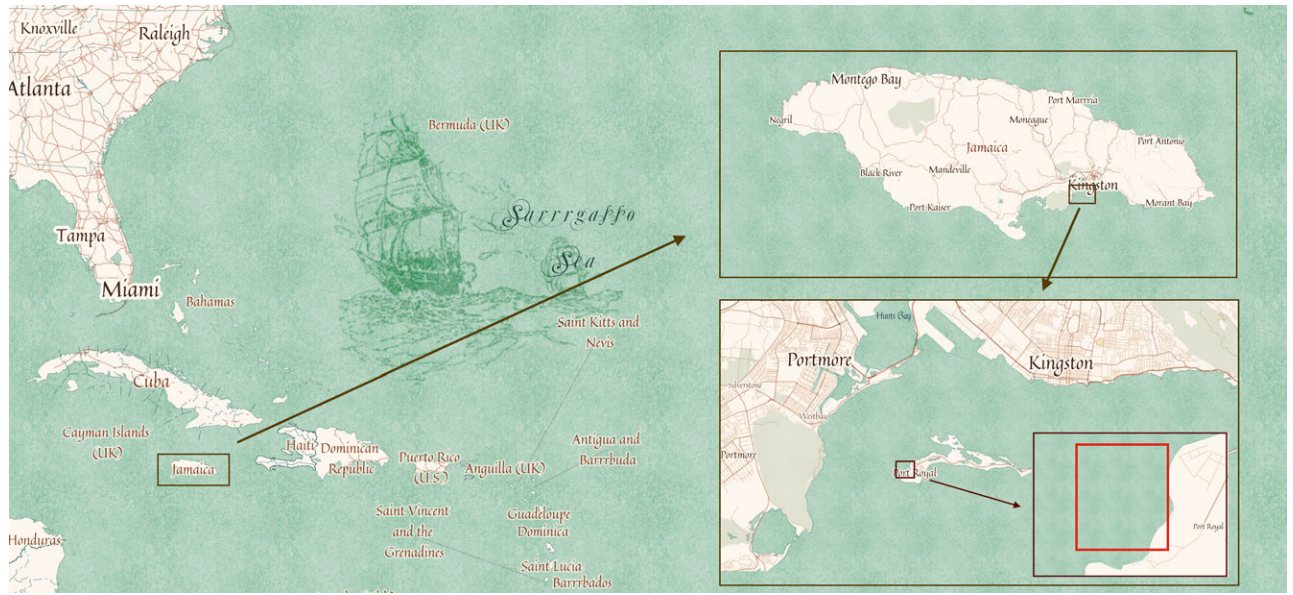 Knoxville
Raleigh
Atlanta
Bermuda (UK)
Sarrrgasso
Sea
Tampa
Miami
Bahamas
Saint Kitts and
Nevis
Cuba
Cayman Islands
(UK)
Jamaica
Haiti
Dominican
Republic
Puerto Rico
(U.S.)
Anguilla (UK)
Antigua and
Barrrbuda
Saint Vincent
and the
Grenadines
Guadeloupe
Dominica
Honduras
Saint Lucia
Barrrbados
Montego Bay
Negril
Port Marrria
Moneague
Port Antonio
Jamaica
Black River
Mandeville
Kingston
Port Kaiser
Morant Bay
Hunts Bay
Portmore
Kingston
Silverstone
Westbay
Portmore
Port Royal
Port Royal